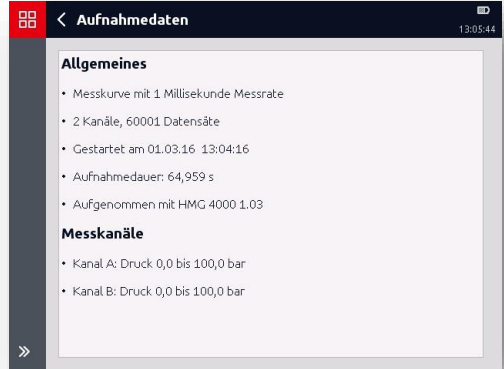 Aufnahmedaten
13:05:44
Allgemeines
• Messkurve mit 1 Millisekunde Messrate
• 2 Kanäle, 60001 Datensäte
• Gestartet am 01.03.16 13:04:16
• Aufnahmedauer: 64,959 s
• Aufgenommen mit HMG 4000 1.03
Messkanäle
• Kanal A: Druck 0,0 bis 100,0 bar
• Kanal B: Druck 0,0 bis 100,0 bar